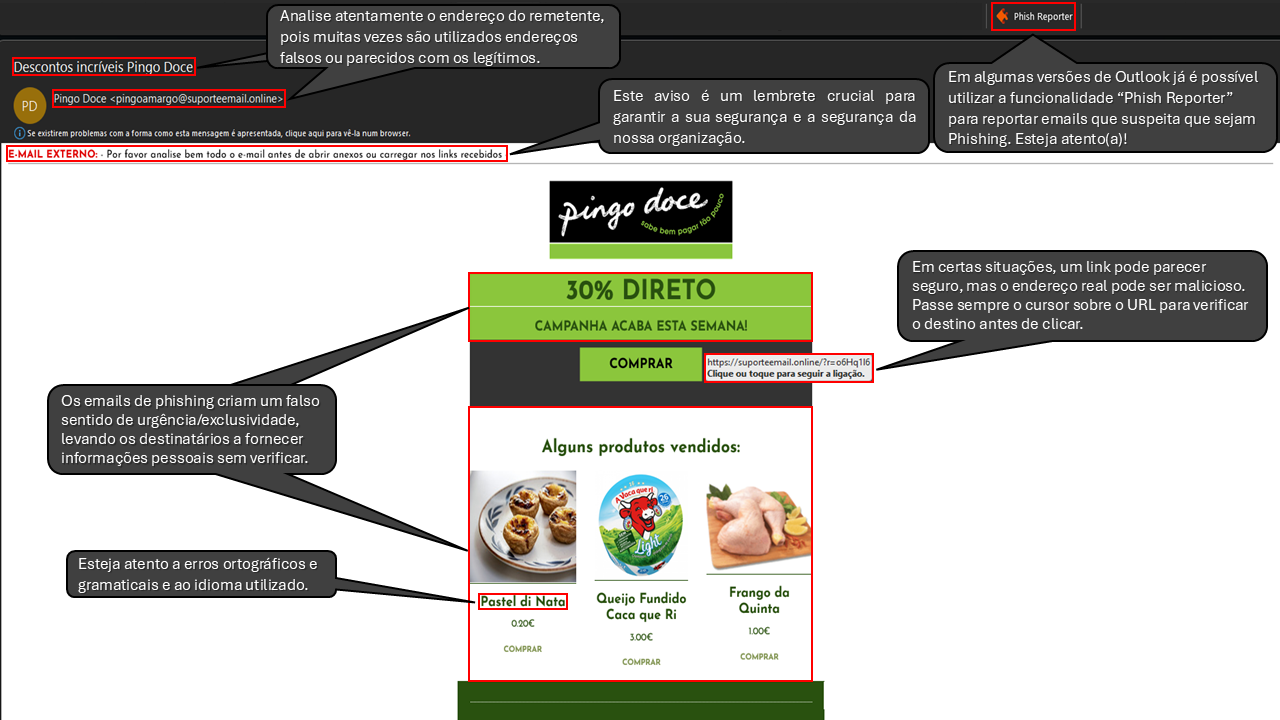 Analise atentamente o endereço do remetente,
pois muitas vezes são utilizados endereços
falsos ou parecidos com os legítimos.
Phish Reporter
Descontos incríveis Pingo Doce
PD
Pingo Doce <pingoamargo@suporteemail.online>
Se existirem problemas com a forma como esta mensagem é apresentada, clique aqui para vê-la num browser.
E-MAIL EXTERNO: - Por favor analise bem todo o e-mail antes de abrir anexos ou carregar nos links recebidos
Este aviso é um lembrete crucial para
garantir a sua segurança e a segurança da
nossa organização.
Em algumas versões de Outlook já é possível
utilizar a funcionalidade “Phish Reporter”
para reportar emails que suspeita que sejam
Phishing. Esteja atento(a)!
pingo doce
sabe bem pagar tão pouco
30% DIRETO
CAMPANHA ACABA ESTA SEMANA!
COMPRAR
https://suporteemail.online/?r=o6Hq1I6
Clique ou toque para seguir a ligação.
Em certas situações, um link pode parecer
seguro, mas o endereço real pode ser malicioso.
Passe sempre o cursor sobre o URL para verificar
o destino antes de clicar.
Os emails de phishing criam um falso
sentido de urgência/exclusividade,
levando os destinatários a fornecer
informações pessoais sem verificar.
Alguns produtos vendidos:
A Vaca que ri
26
Light
Esteja atento a erros ortográficos e
gramaticais e ao idioma utilizado.
Pastel di Nata
0.20€
COMPRAR
Queijo Fundido
Caca que Ri
3.00€
COMPRAR
Frango da
Quinta
1.00€
COMPRAR